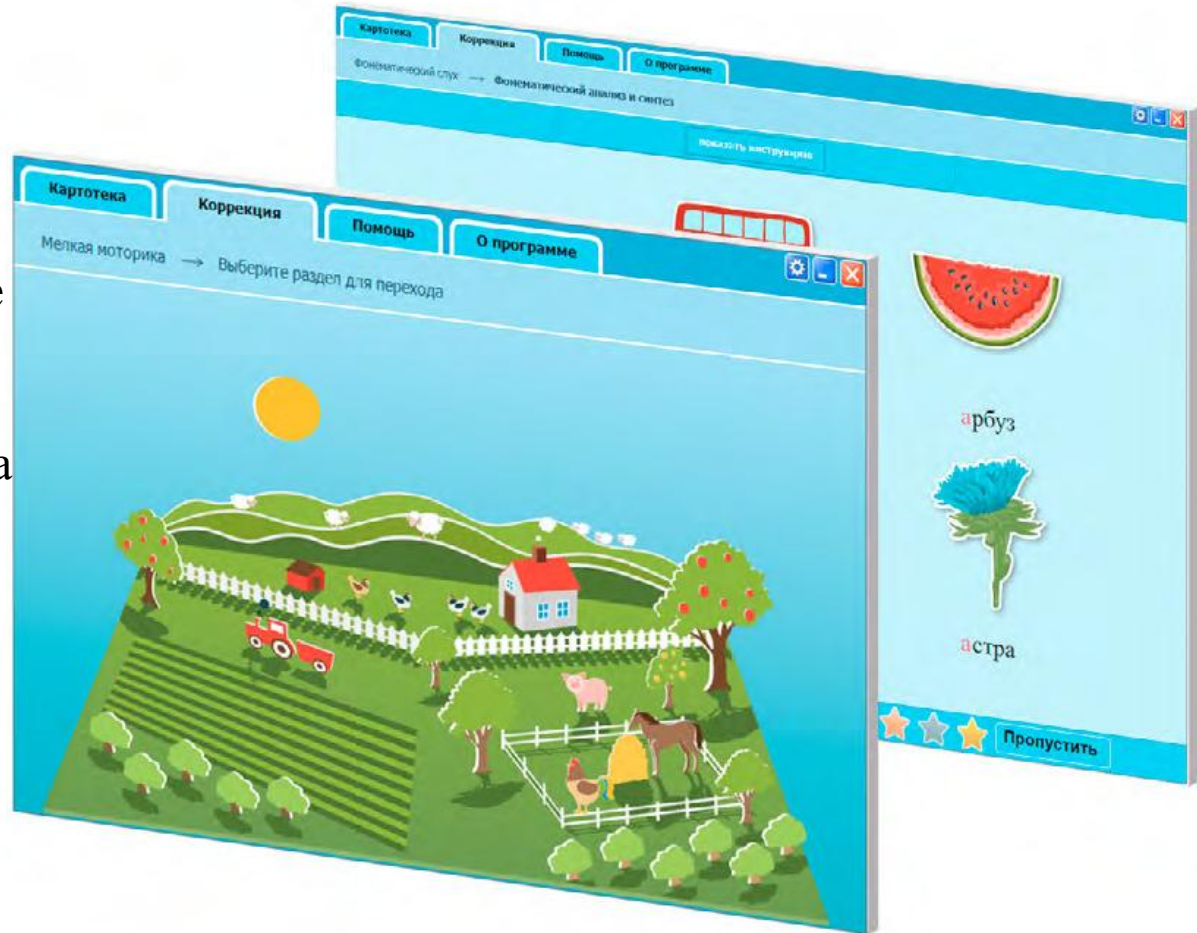 Картотека Коррекция Помощь О программе
Фонематический слух → Фонематический анализ и синтез
показать инструкцию
арбуз
астра
Пропустить
Картотека Коррекция Помощь О программе
Мелкая моторика → Выберите раздел для перехода
е
а